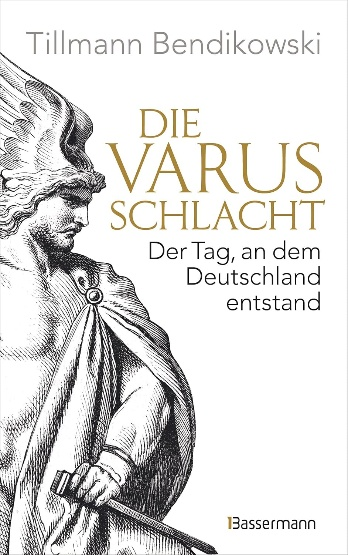 Tillmann Bendikowski
DIE
VARUS
SCHLACHT
Der Tag, an dem
Deutschland
entstand
Bassermann